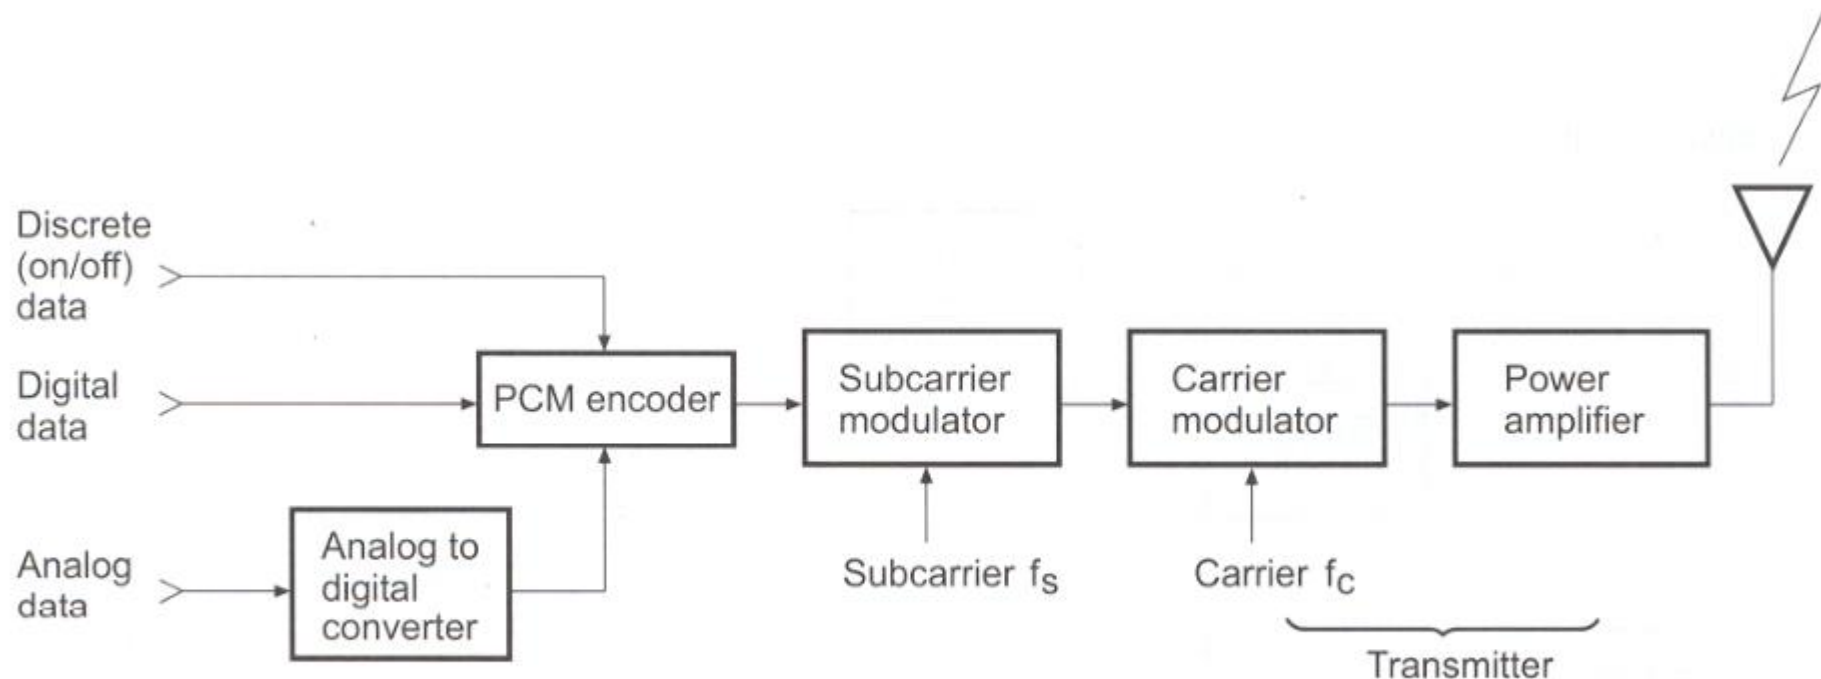 Discrete
(on/off)
data
Digital
data
Analog
data
Analog to
digital
converter
PCM encoder
Subcarrier
modulator
Subcarrier fs
Carrier
modulator
Carrier fc
Power
amplifier
Transmitter